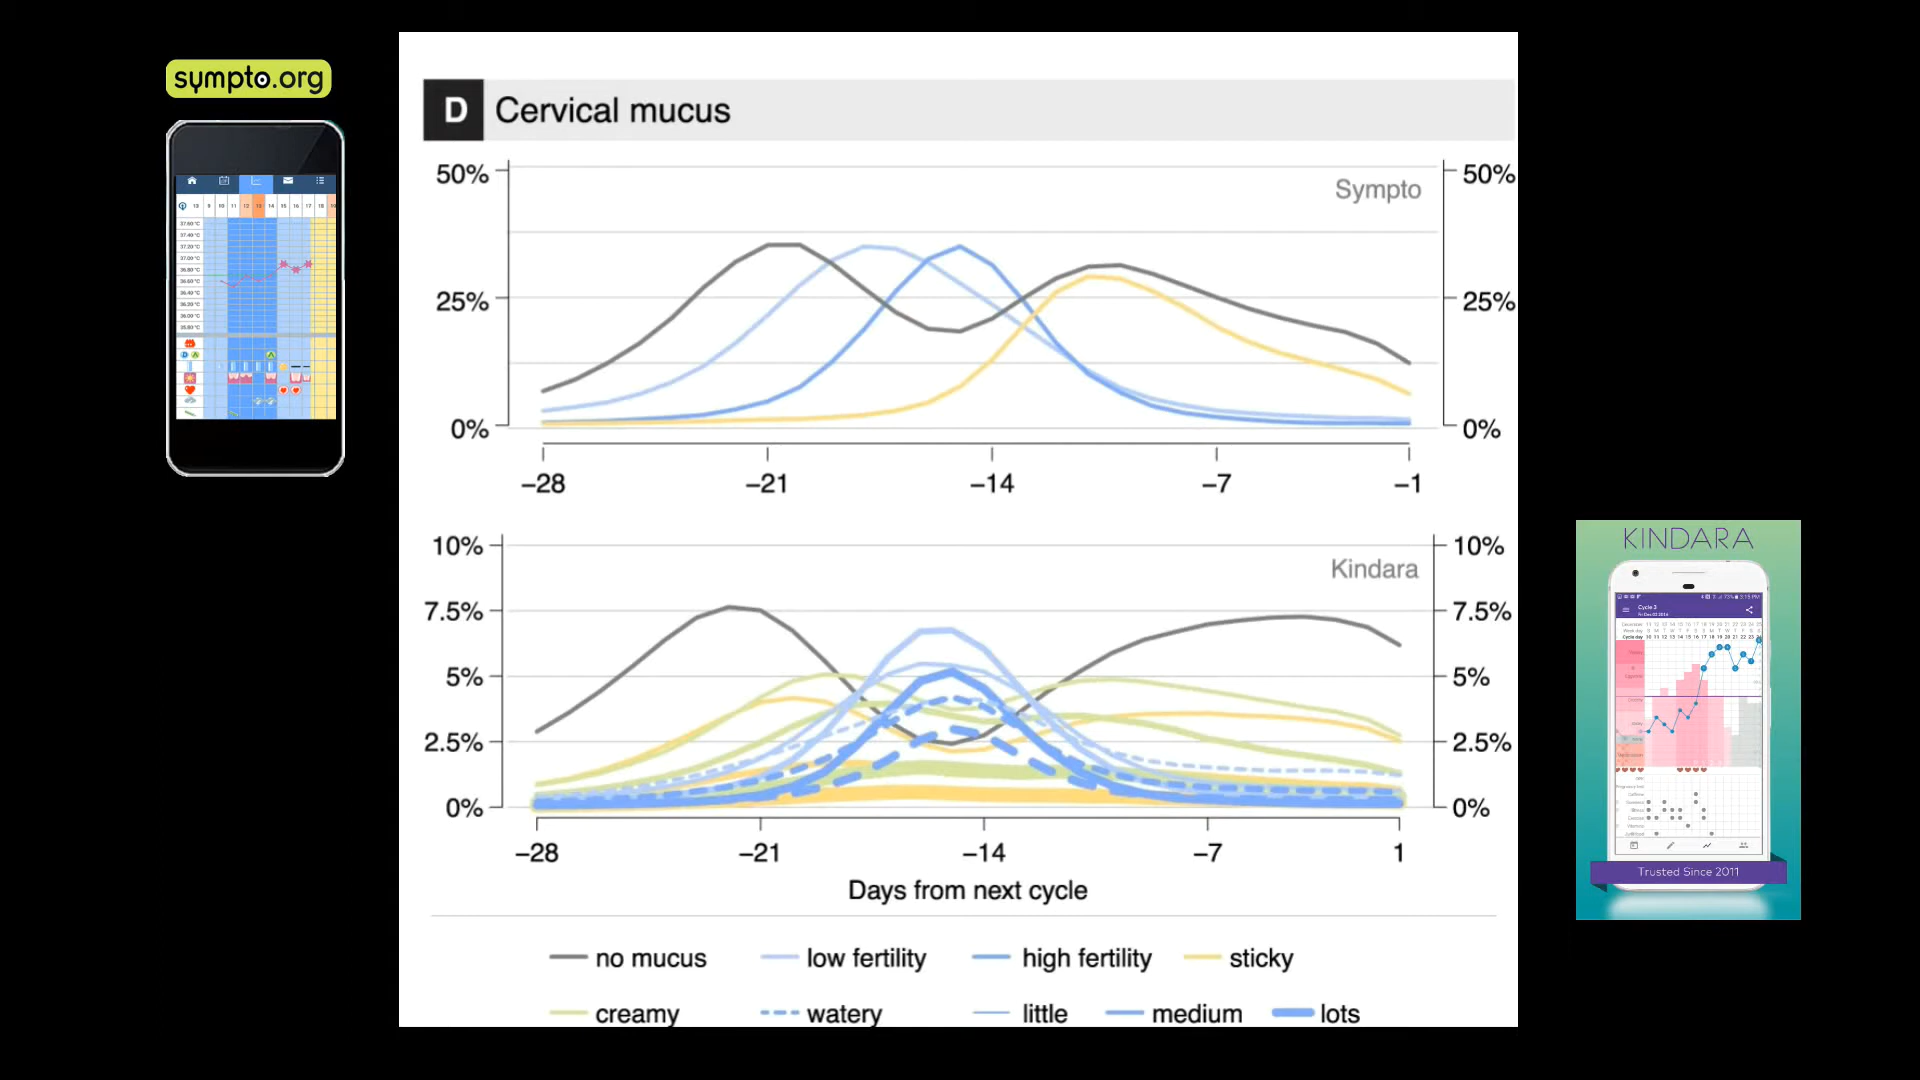 sympto.org
D Cervical mucus
50% 50%
Sympto
25% 25%
0% 0%
−28 −21 −14 −7 −1
10% 10%
Kindara
7.5% 7.5%
5% 5%
2.5% 2.5%
0% 0%
−28 −21 −14 −7 1
Days from next cycle
no mucus low fertility high fertility sticky
creamy watery little medium lots
KINDARA
Cycle 3
Trusted Since 2011